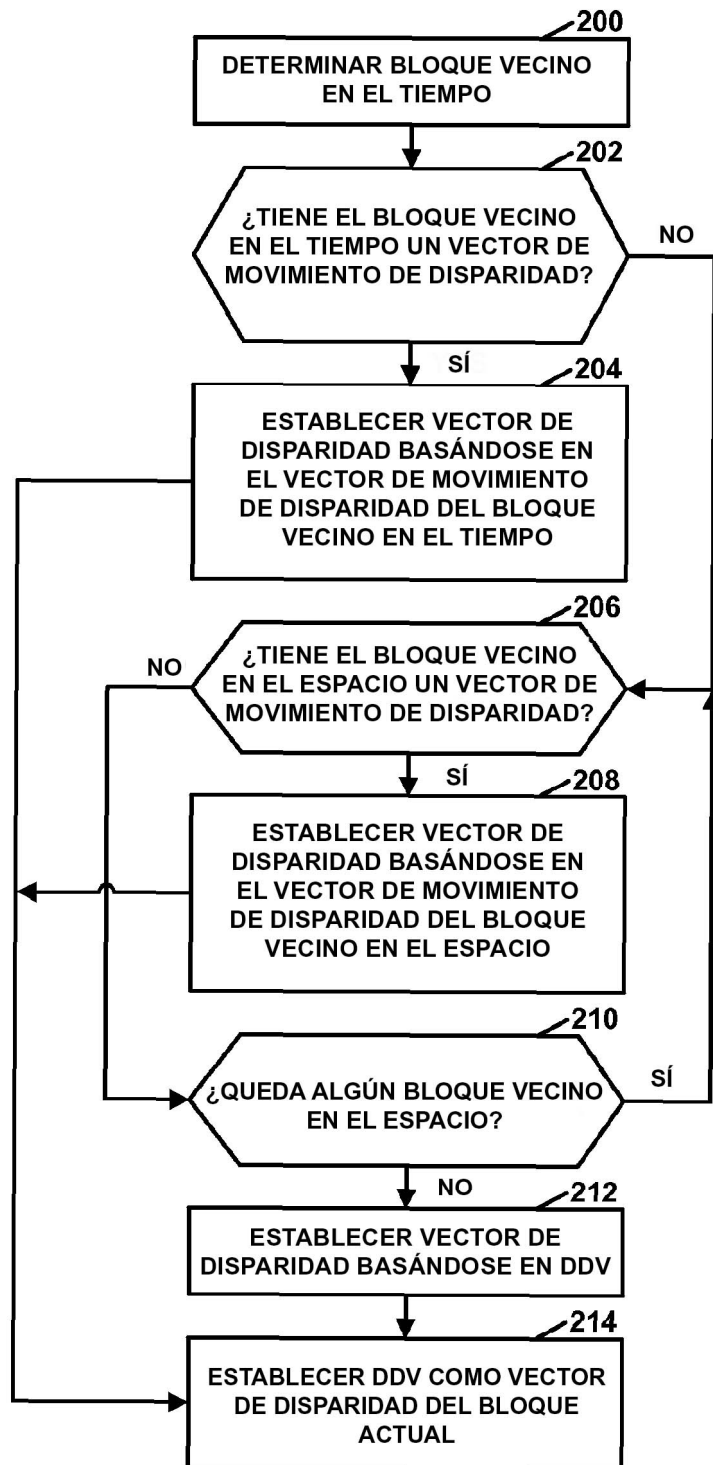 200
DETERMINAR BLOQUE VECINO
EN EL TIEMPO
202
¿TIENE EL BLOQUE VECINO
EN EL TIEMPO UN VECTOR DE
MOVIMIENTO DE DISPARIDAD?
NO
SÍ
204
ESTABLECER VECTOR DE
DISPARIDAD BASÁNDOSE EN
EL VECTOR DE MOVIMIENTO
DE DISPARIDAD DEL BLOQUE
VECINO EN EL TIEMPO
206
NO
¿TIENE EL BLOQUE VECINO
EN EL ESPACIO UN VECTOR DE
MOVIMIENTO DE DISPARIDAD?
SÍ
208
ESTABLECER VECTOR DE
DISPARIDAD BASÁNDOSE EN
EL VECTOR DE MOVIMIENTO
DE DISPARIDAD DEL BLOQUE
VECINO EN EL ESPACIO
210
¿QUEDA ALGÚN BLOQUE VECINO
EN EL ESPACIO?
SÍ
NO
212
ESTABLECER VECTOR DE
DISPARIDAD BASÁNDOSE EN DDV
214
ESTABLECER DDV COMO VECTOR
DE DISPARIDAD DEL BLOQUE
ACTUAL